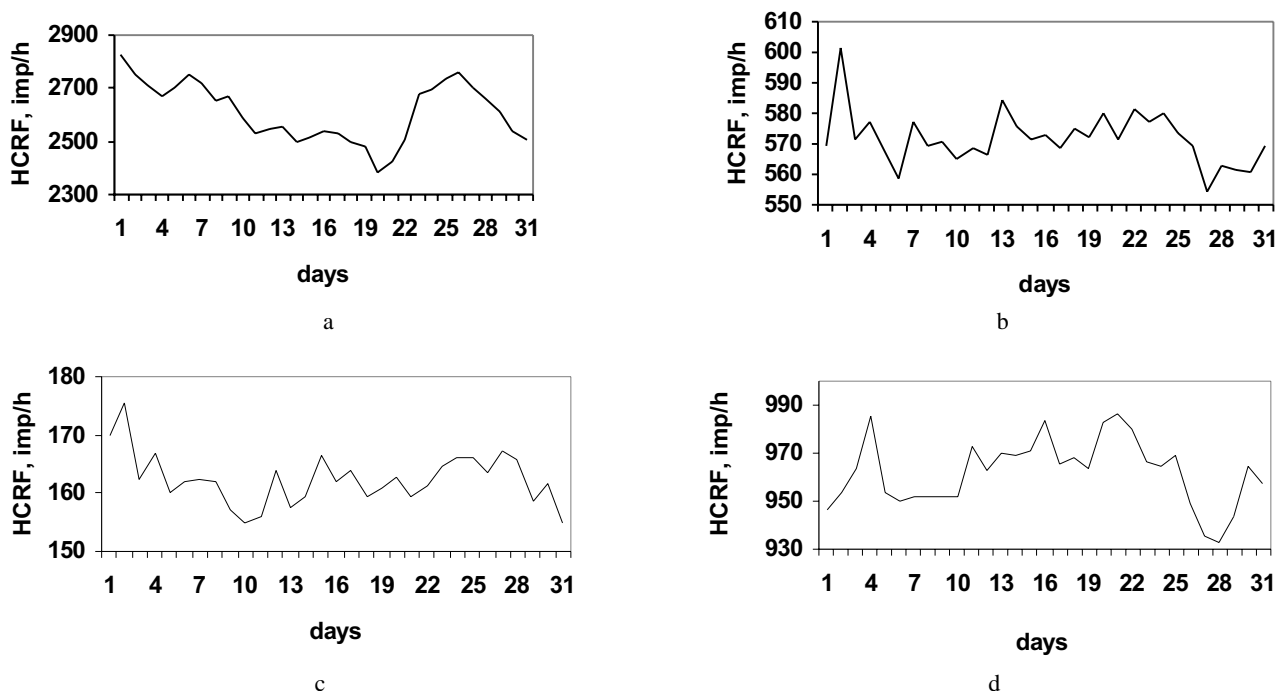 2900
2700
2500
2300
HCRF, imp/h
1 4 7 10 13 16 19 22 25 28 31
days
a
610
600
590
580
570
560
550
HCRF, imp/h
1 4 7 10 13 16 19 22 25 28 31
days
b
180
170
160
150
HCRF, imp/h
1 4 7 10 13 16 19 22 25 28 31
days
c
990
970
950
930
HCRF, imp/h
1 4 7 10 13 16 19 22 25 28 31
days
d